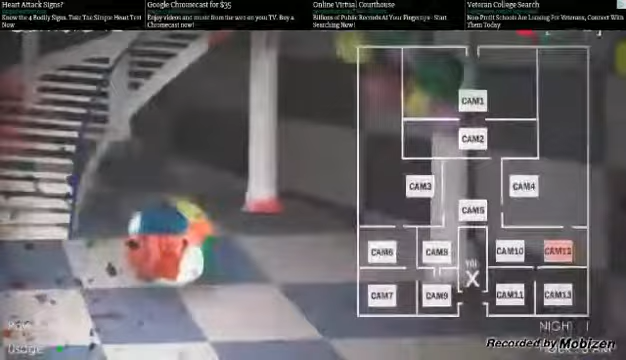 Heart Attack Signs?
Know the 4 Bodily Signs. Take The Simple Heart Test Now
Google Chromecast for $35
Enjoy videos and music from the web on your TV. Buy a Chromecast now!
Online Virtual Courthouse
Billions of Public Records At Your Fingertips - Start Searching Now!
Veteran College Search
Non Profit Schools Are Looking For Veterans, Connect With Them Today.
CAM1
CAM2
CAM3
CAM4
CAM5
CAM6
CAM8
YOU
X
CAM10
CAM12
CAM7
CAM9
CAM11
CAM13
Usage
NIGHT 1
Recorded by Mobizen